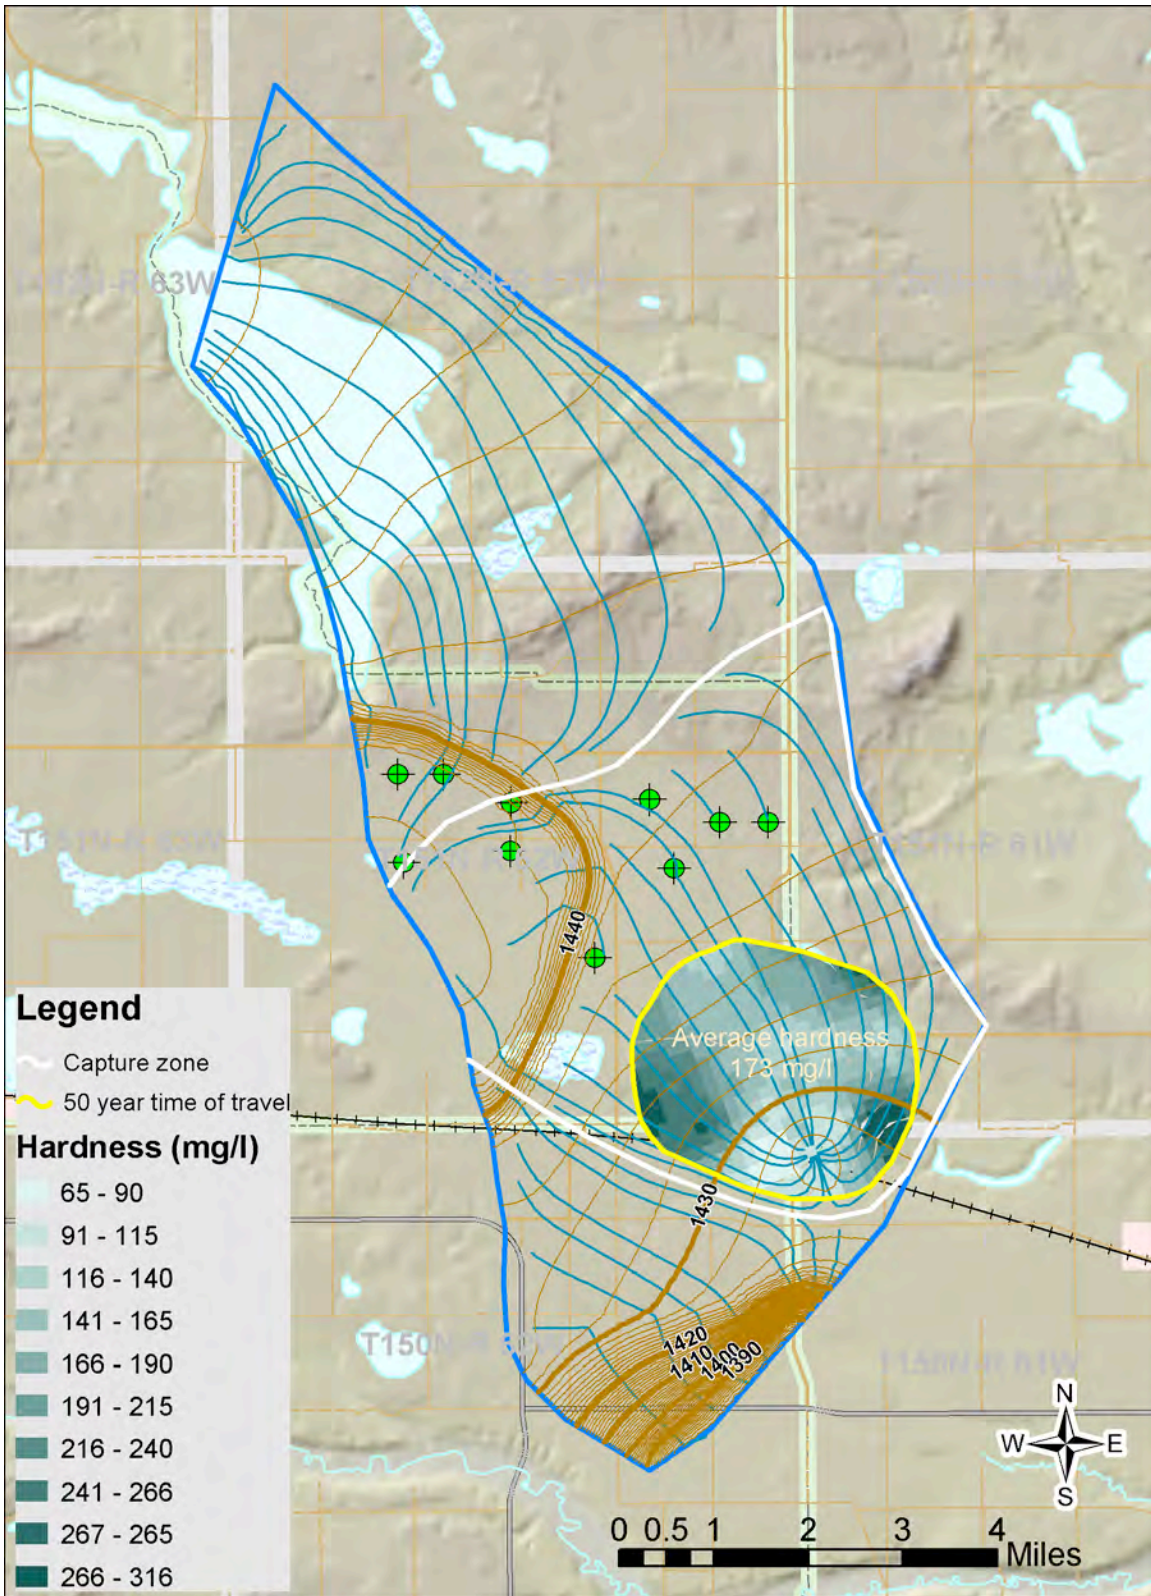 63W
1440
Average hardness
173 mg/l
Legend
Capture zone
50 year time of travel
Hardness (mg/l)
65 - 90
91 - 115
116 - 140
141 - 165
166 - 190
191 - 215
216 - 240
241 - 266
267 - 265
266 - 316
1430
1420
1410
1400
1390
N
W
E
S
0 0.5 1 2 3 4
Miles